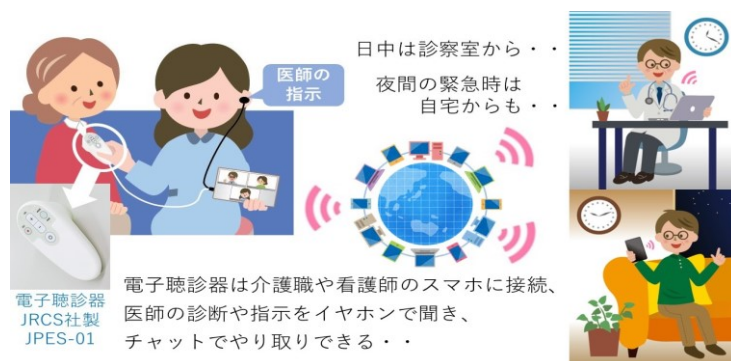 日中は診察室から・・
医師の
指示
夜間の緊急時は
自宅からも・・
電子聴診器は介護職や看護師のスマホに接続、
医師の診断や指示をイヤホンで聞き、
チャットでやり取りできる・・
電子聴診器
JRCS社製
JPES-01